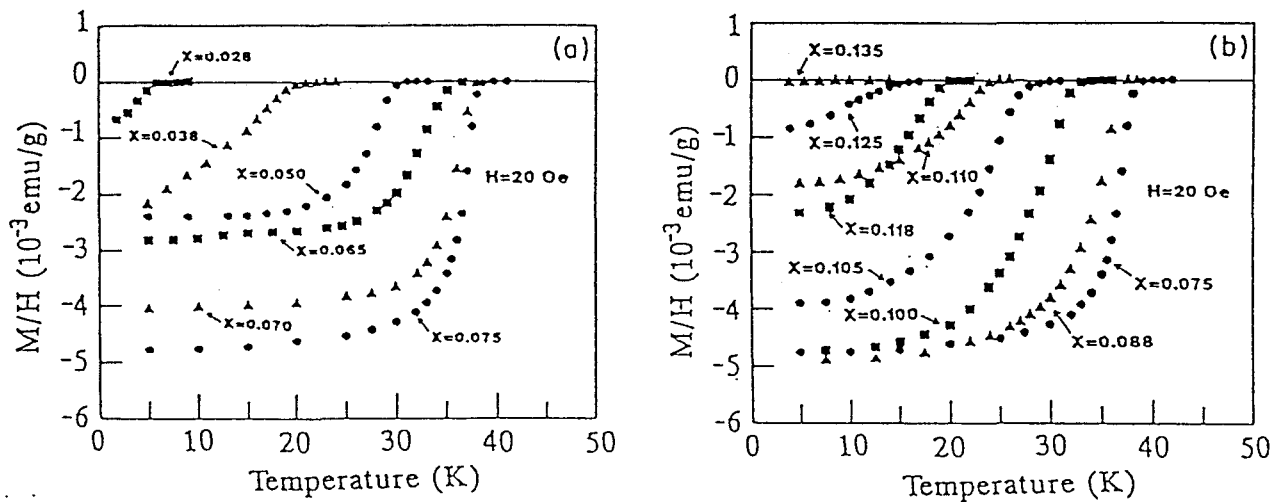 (a)
1
0
-1
-2
-3
-4
-5
-6
M/H (10⁻³emu/g)
X=0.028
X=0.038
X=0.050
X=0.065
X=0.070
X=0.075
H=20 Oe
0 10 20 30 40 50
Temperature (K)
(b)
1
0
-1
-2
-3
-4
-5
-6
M/H (10⁻³emu/g)
X=0.135
X=0.125
X=0.110
X=0.118
X=0.105
X=0.100
X=0.088
X=0.075
H=20 Oe
0 10 20 30 40 50
Temperature (K)